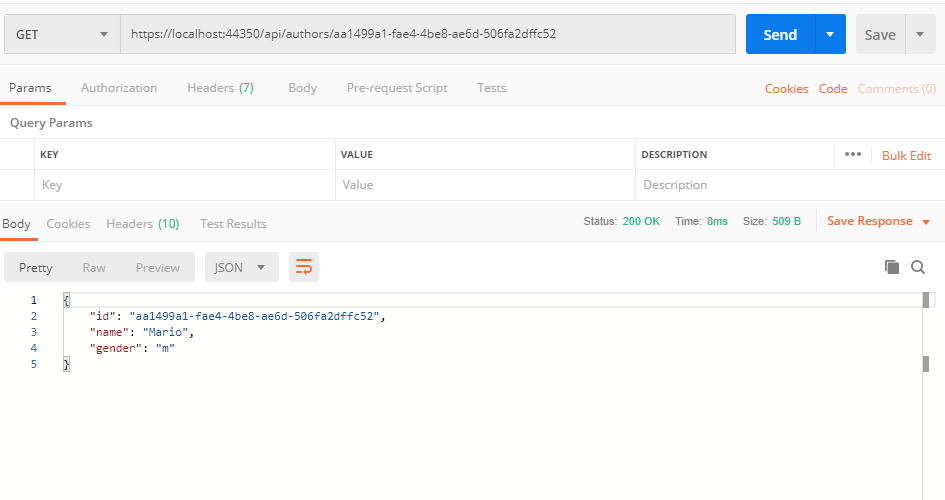 GET https://localhost:44350/api/authors/aa1499a1-fae4-4be8-ae6d-506fa2dffc52 Send Save
Params Authorization Headers (7) Body Pre-request Script Tests Cookies Code Comments (0)
Query Params
KEY VALUE DESCRIPTION ••• Bulk Edit
Key Value Description
Body Cookies Headers (10) Test Results Status: 200 OK Time: 8ms Size: 509 B Save Response
Pretty Raw Preview JSON
1 {
2 "id": "aa1499a1-fae4-4be8-ae6d-506fa2dffc52",
3 "name": "Mario",
4 "gender": "m"
5 }